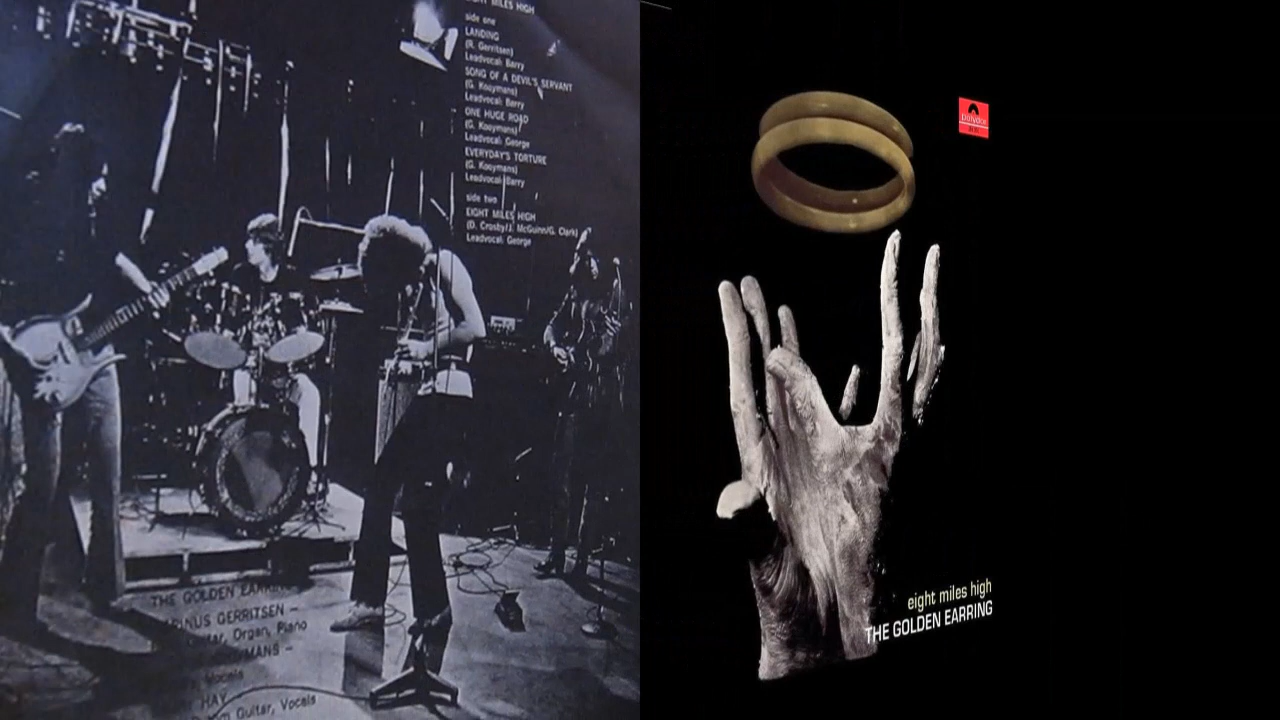 EIGHT MILES HIGH
side one
LANDING
(R. Gerritsen)
Leadvocal: Barry
SONG OF A DEVIL'S SERVANT
(G. Kooymans)
Leadvocal: Barry
ONE HUGE ROAD
(G. Kooymans)
Leadvocal: George
EVERYDAY'S TORTURE
(G. Kooymans)
Leadvocal: Barry
side two
EIGHT MILES HIGH
(D. Crosby/J. McGuinn/G. Clark)
Leadvocal: George
THE GOLDEN EARRING
RINUS GERRITSEN –
Guitar, Organ, Piano
MANS –
Vocals
HAY
Guitar, Vocals
Polydor
eight miles high
THE GOLDEN EARRING